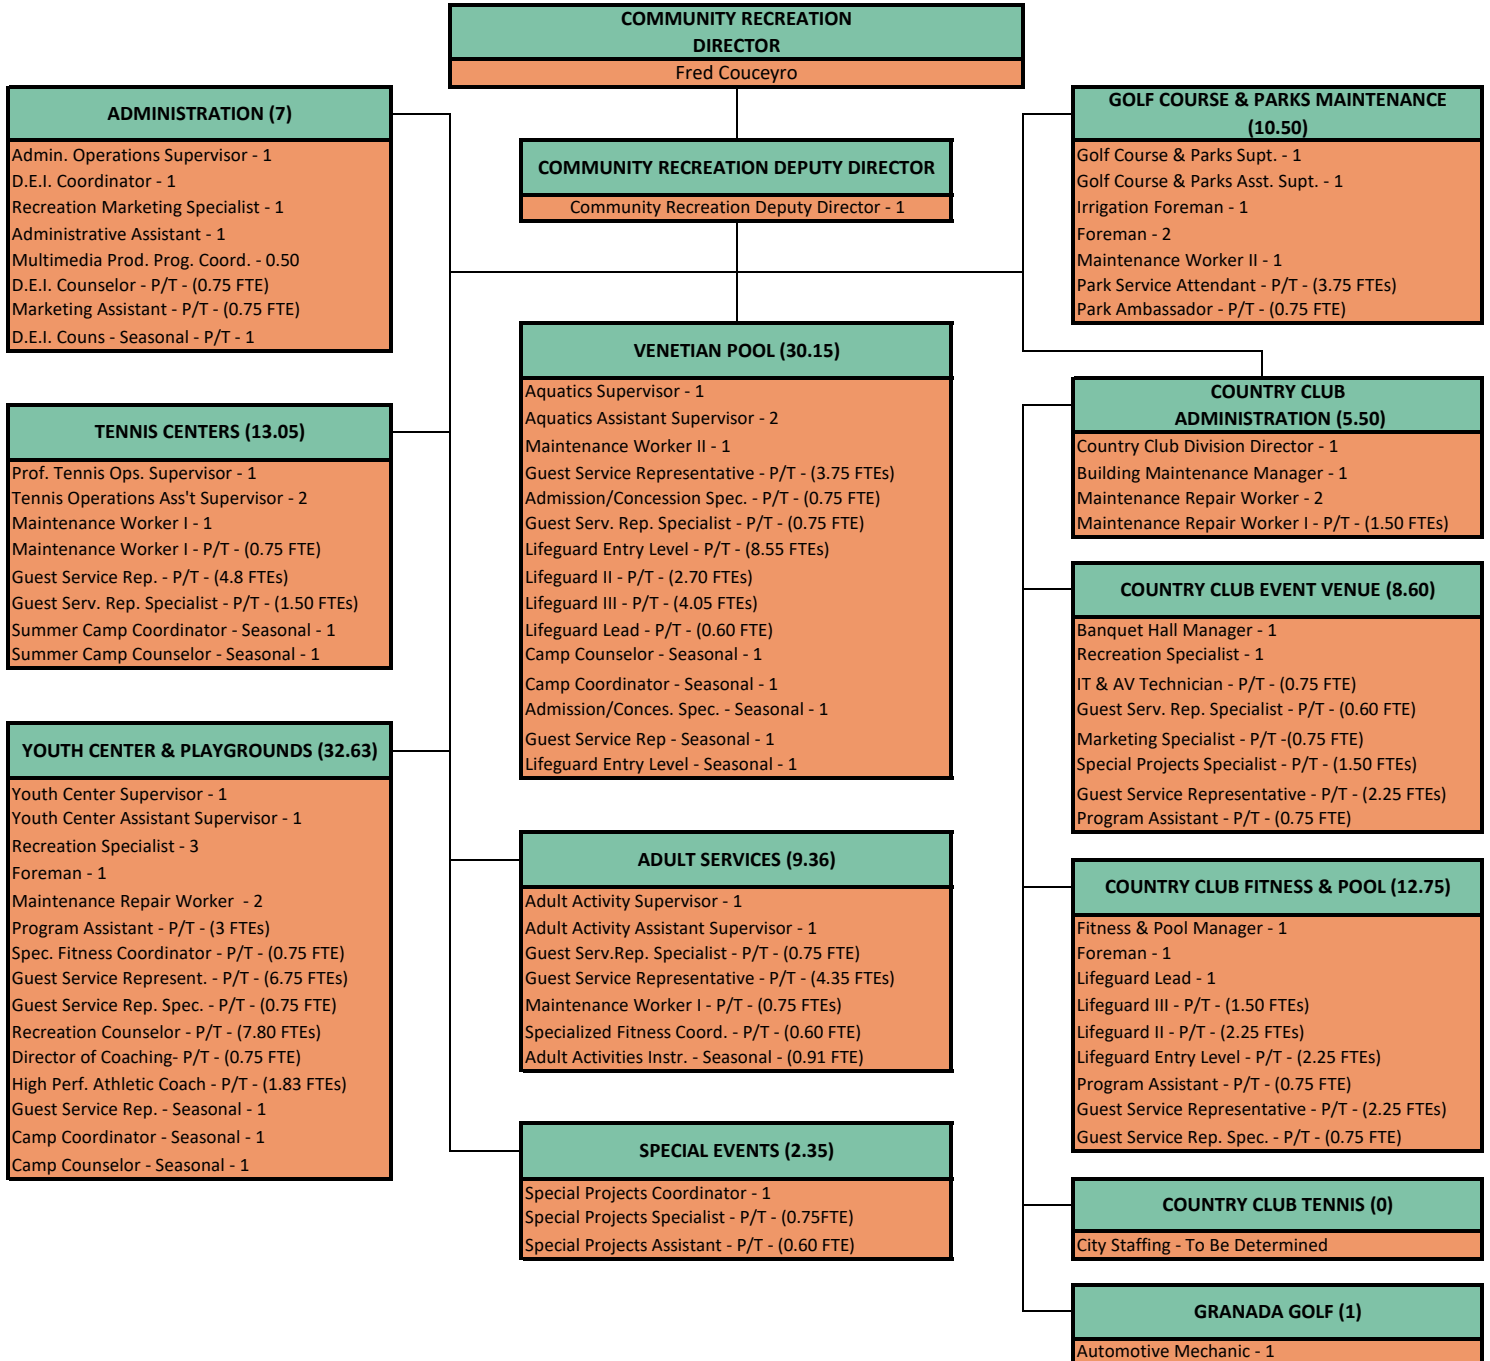 COMMUNITY RECREATION
DIRECTOR
Fred Couceyro
COMMUNITY RECREATION DEPUTY DIRECTOR
Community Recreation Deputy Director - 1
ADMINISTRATION (7)
Admin. Operations Supervisor - 1
D.E.I. Coordinator - 1
Recreation Marketing Specialist - 1
Administrative Assistant - 1
Multimedia Prod. Prog. Coord. - 0.50
D.E.I. Counselor - P/T - (0.75 FTE)
Marketing Assistant - P/T - (0.75 FTE)
D.E.I. Couns - Seasonal - P/T - 1
TENNIS CENTERS (13.05)
Prof. Tennis Ops. Supervisor - 1
Tennis Operations Ass't Supervisor - 2
Maintenance Worker I - 1
Maintenance Worker I - P/T - (0.75 FTE)
Guest Service Rep. - P/T - (4.8 FTEs)
Guest Serv. Rep. Specialist - P/T - (1.50 FTEs)
Summer Camp Coordinator - Seasonal - 1
Summer Camp Counselor - Seasonal - 1
YOUTH CENTER & PLAYGROUNDS (32.63)
Youth Center Supervisor - 1
Youth Center Assistant Supervisor - 1
Recreation Specialist - 3
Foreman - 1
Maintenance Repair Worker - 2
Program Assistant - P/T - (3 FTEs)
Spec. Fitness Coordinator - P/T - (0.75 FTE)
Guest Service Represent. - P/T - (6.75 FTEs)
Guest Service Rep. Spec. - P/T - (0.75 FTE)
Recreation Counselor - P/T - (7.80 FTEs)
Director of Coaching- P/T - (0.75 FTE)
High Perf. Athletic Coach - P/T - (1.83 FTEs)
Guest Service Rep. - Seasonal - 1
Camp Coordinator - Seasonal - 1
Camp Counselor - Seasonal - 1
VENETIAN POOL (30.15)
Aquatics Supervisor - 1
Aquatics Assistant Supervisor - 2
Maintenance Worker II - 1
Guest Service Representative - P/T - (3.75 FTEs)
Admission/Concession Spec. - P/T - (0.75 FTE)
Guest Serv. Rep. Specialist - P/T - (0.75 FTE)
Lifeguard Entry Level - P/T - (8.55 FTEs)
Lifeguard II - P/T - (2.70 FTEs)
Lifeguard III - P/T - (4.05 FTEs)
Lifeguard Lead - P/T - (0.60 FTE)
Camp Counselor - Seasonal - 1
Camp Coordinator - Seasonal - 1
Admission/Conces. Spec. - Seasonal - 1
Guest Service Rep - Seasonal - 1
Lifeguard Entry Level - Seasonal - 1
ADULT SERVICES (9.36)
Adult Activity Supervisor - 1
Adult Activity Assistant Supervisor - 1
Guest Serv.Rep. Specialist - P/T - (0.75 FTE)
Guest Service Representative - P/T - (4.35 FTEs)
Maintenance Worker I - P/T - (0.75 FTEs)
Specialized Fitness Coord. - P/T - (0.60 FTE)
Adult Activities Instr. - Seasonal - (0.91 FTE)
SPECIAL EVENTS (2.35)
Special Projects Coordinator - 1
Special Projects Specialist - P/T - (0.75FTE)
Special Projects Assistant - P/T - (0.60 FTE)
GOLF COURSE & PARKS MAINTENANCE
(10.50)
Golf Course & Parks Supt. - 1
Golf Course & Parks Asst. Supt. - 1
Irrigation Foreman - 1
Foreman - 2
Maintenance Worker II - 1
Park Service Attendant - P/T - (3.75 FTEs)
Park Ambassador - P/T - (0.75 FTE)
COUNTRY CLUB
ADMINISTRATION (5.50)
Country Club Division Director - 1
Building Maintenance Manager - 1
Maintenance Repair Worker - 2
Maintenance Repair Worker I - P/T - (1.50 FTEs)
COUNTRY CLUB EVENT VENUE (8.60)
Banquet Hall Manager - 1
Recreation Specialist - 1
IT & AV Technician - P/T - (0.75 FTE)
Guest Serv. Rep. Specialist - P/T - (0.60 FTE)
Marketing Specialist - P/T -(0.75 FTE)
Special Projects Specialist - P/T - (1.50 FTEs)
Guest Service Representative - P/T - (2.25 FTEs)
Program Assistant - P/T - (0.75 FTE)
COUNTRY CLUB FITNESS & POOL (12.75)
Fitness & Pool Manager - 1
Foreman - 1
Lifeguard Lead - 1
Lifeguard III - P/T - (1.50 FTEs)
Lifeguard II - P/T - (2.25 FTEs)
Lifeguard Entry Level - P/T - (2.25 FTEs)
Program Assistant - P/T - (0.75 FTE)
Guest Service Representative - P/T - (2.25 FTEs)
Guest Service Rep. Spec. - P/T - (0.75 FTE)
COUNTRY CLUB TENNIS (0)
City Staffing - To Be Determined
GRANADA GOLF (1)
Automotive Mechanic - 1